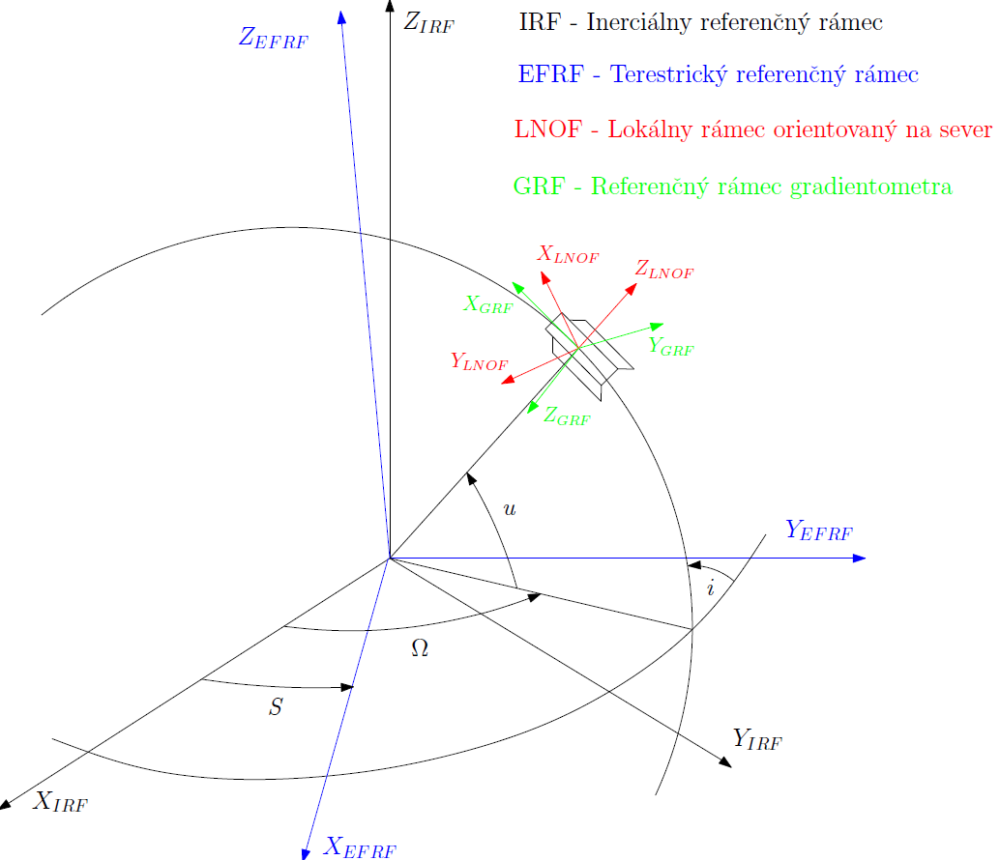 Z_EFRF
Z_IRF
IRF - Inerciálny referenčný rámec
EFRF - Terestrický referenčný rámec
LNOF - Lokálny rámec orientovaný na sever
GRF - Referenčný rámec gradientometra
X_LNOF
Z_LNOF
X_GRF
Y_GRF
Y_LNOF
Z_GRF
u
Y_EFRF
i
Ω
S
Y_IRF
X_IRF
X_EFRF